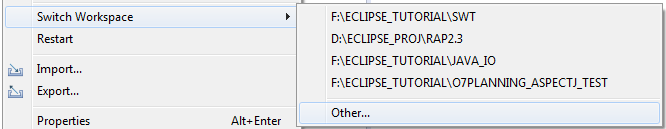 Switch Workspace
Restart
Import...
Export...
Properties Alt+Enter
F:\ECLIPSE_TUTORIAL\SWT
D:\ECLIPSE_PROJ\RAP2.3
F:\ECLIPSE_TUTORIAL\JAVA_IO
F:\ECLIPSE_TUTORIAL\O7PLANNING_ASPECTJ_TEST
Other...